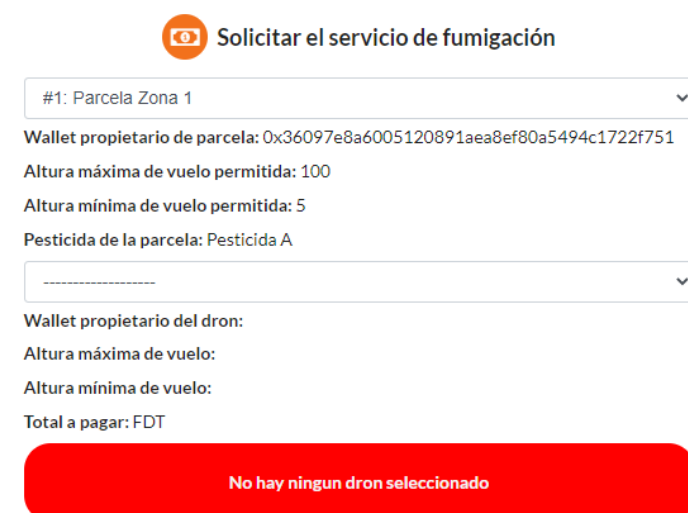 Solicitar el servicio de fumigación
#1: Parcela Zona 1
Wallet propietario de parcela: 0x36097e8a6005120891aea8ef80a5494c1722f751
Altura máxima de vuelo permitida: 100
Altura mínima de vuelo permitida: 5
Pesticida de la parcela: Pesticida A
-------------------
Wallet propietario del dron:
Altura máxima de vuelo:
Altura mínima de vuelo:
Total a pagar: FDT
No hay ningun dron seleccionado